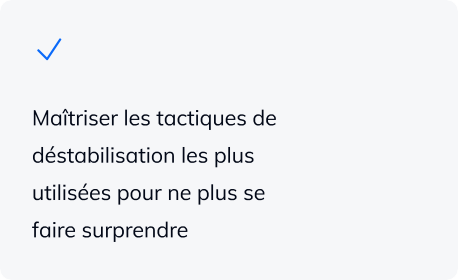 Maîtriser les tactiques de
déstabilisation les plus
utilisées pour ne plus se
faire surprendre